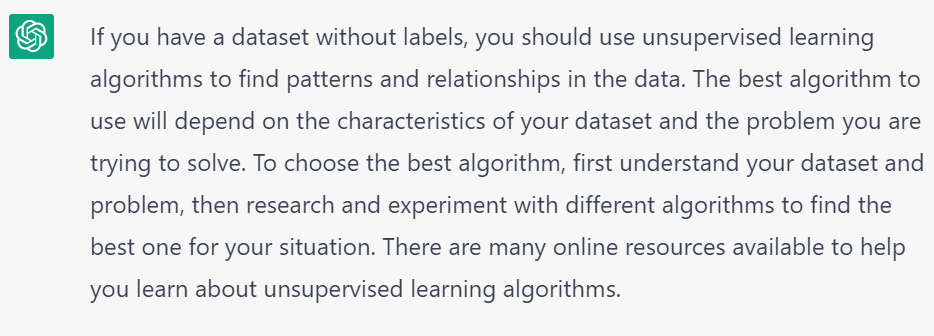 If you have a dataset without labels, you should use unsupervised learning
algorithms to find patterns and relationships in the data. The best algorithm to
use will depend on the characteristics of your dataset and the problem you are
trying to solve. To choose the best algorithm, first understand your dataset and
problem, then research and experiment with different algorithms to find the
best one for your situation. There are many online resources available to help
you learn about unsupervised learning algorithms.